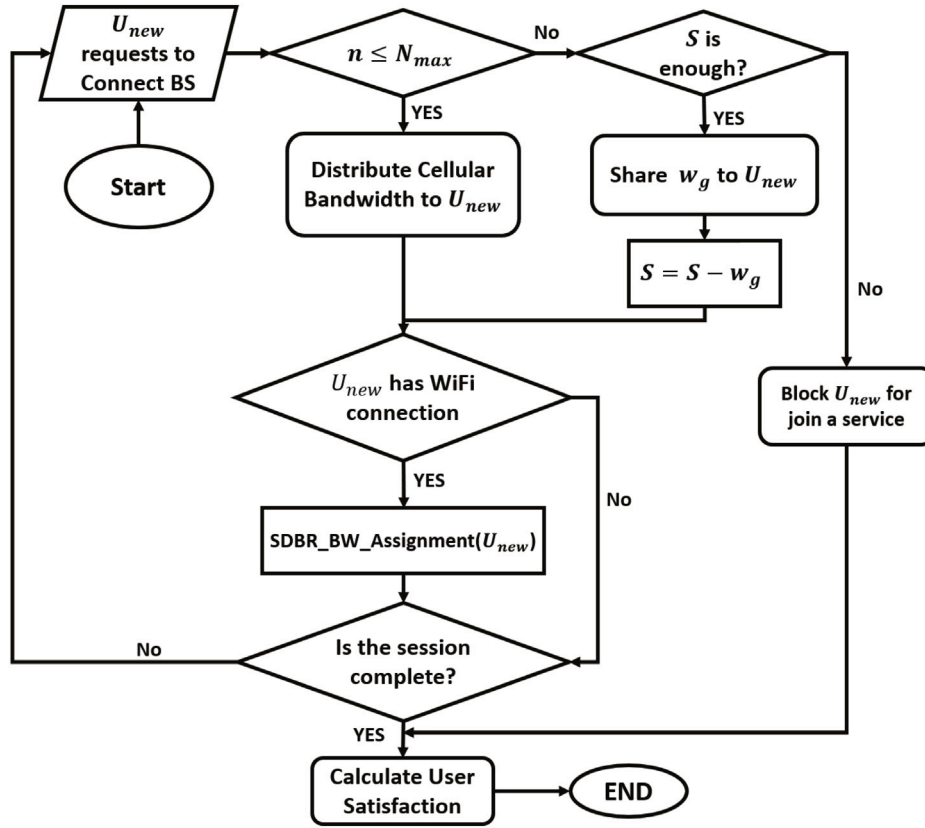 U_new
requests to
Connect BS
n ≤ N_max
No
S is
enough?
YES
YES
Start
Distribute Cellular
Bandwidth to U_new
Share w_g to U_new
S = S − w_g
No
U_new has WiFi
connection
Block U_new for
join a service
YES
No
SDBR_BW_Assignment(U_new)
No
Is the session
complete?
YES
Calculate User
Satisfaction
END